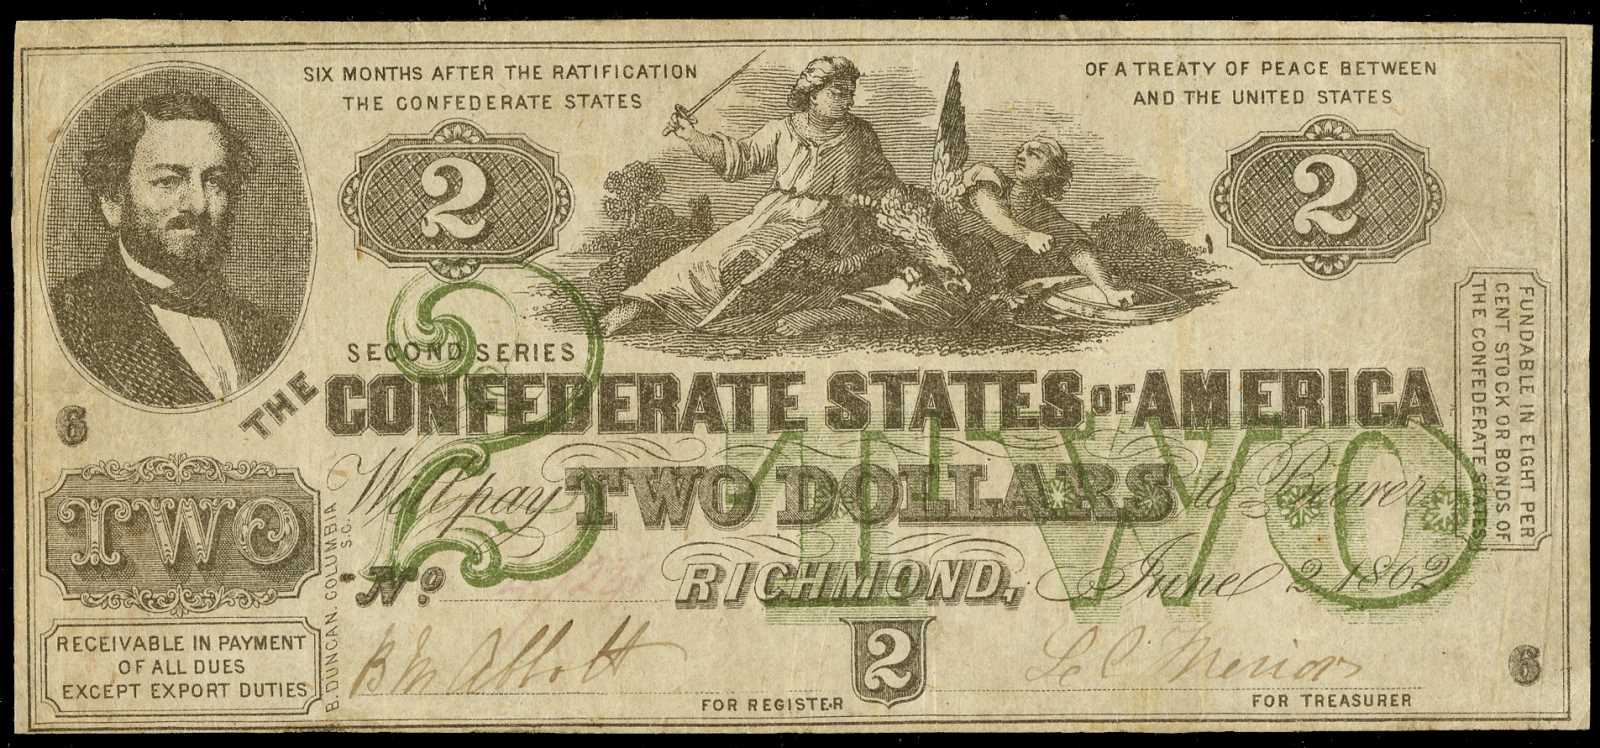 SIX MONTHS AFTER THE RATIFICATION
OF A TREATY OF PEACE BETWEEN
THE CONFEDERATE STATES
AND THE UNITED STATES
2
2
SECOND SERIES
THE CONFEDERATE STATES OF AMERICA
6
2
TWO
Will pay TWO DOLLARS to Bearer
TWO
No.
RICHMOND, June 2 1862
FUNDABLE IN EIGHT PER
CENT STOCK OR BONDS OF
THE CONFEDERATE STATES
B. DUNCAN. COLUMBIA
S.C.
RECEIVABLE IN PAYMENT
OF ALL DUES
EXCEPT EXPORT DUTIES
Abbott
2
FOR REGISTER
FOR TREASURER
6